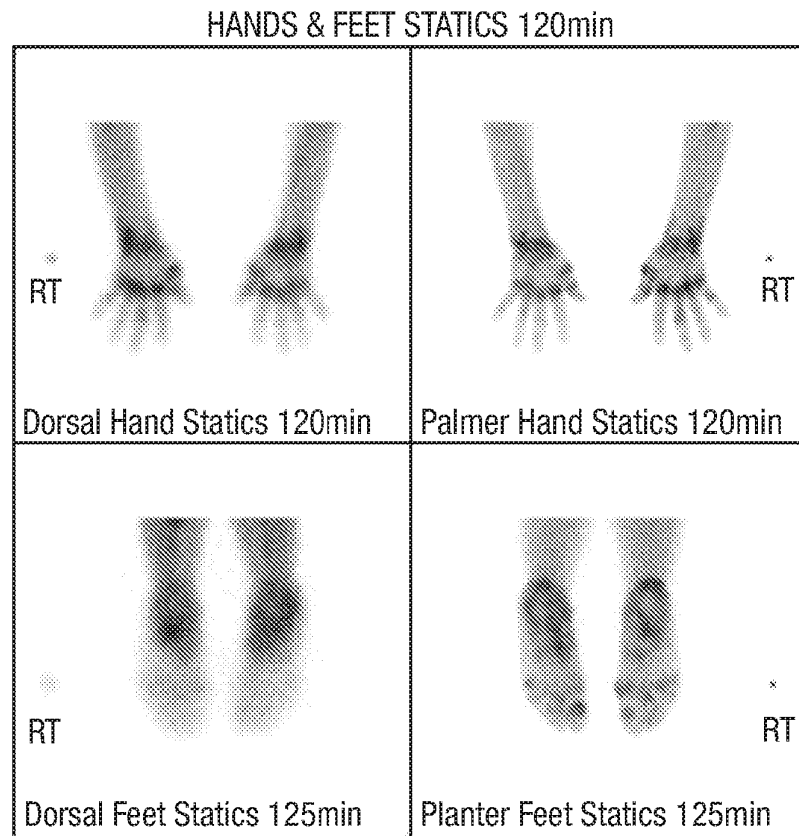 HANDS & FEET STATICS 120min
RT
RT
Dorsal Hand Statics 120min
Palmer Hand Statics 120min
RT
RT
Dorsal Feet Statics 125min
Planter Feet Statics 125min